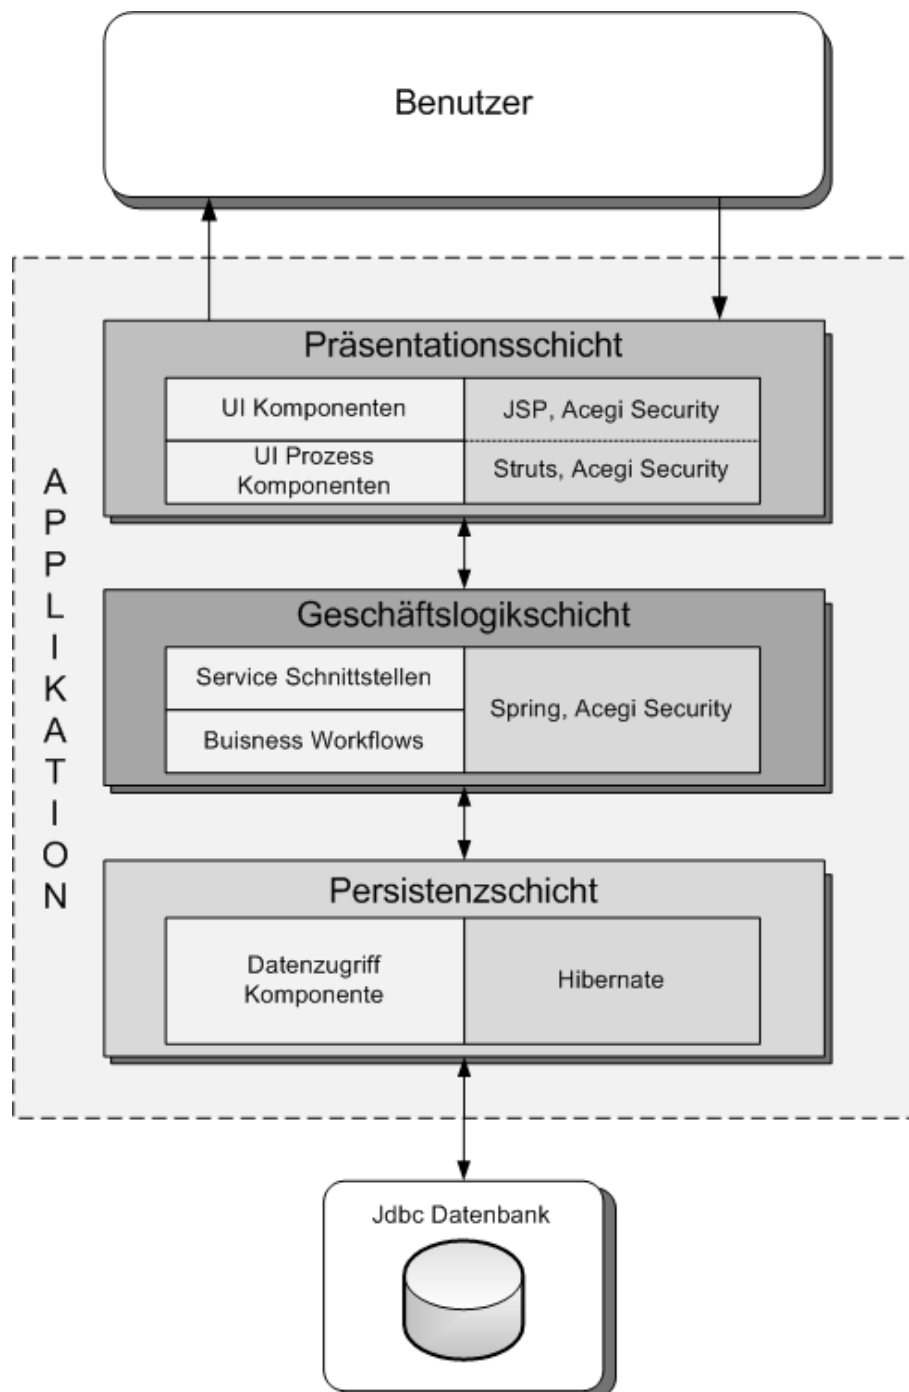 Benutzer
Präsentationsschicht
UI Komponenten
JSP, Acegi Security
UI Prozess
Komponenten
Struts, Acegi Security
APPLIKATION
Geschäftslogikschicht
Service Schnittstellen
Spring, Acegi Security
Buisness Workflows
Persistenzschicht
Datenzugriff
Komponente
Hibernate
Jdbc Datenbank